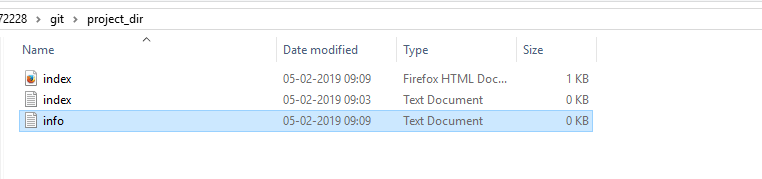 72228 > git > project_dir
Name Date modified Type Size
index 05-02-2019 09:09 Firefox HTML Doc... 1 KB
index 05-02-2019 09:03 Text Document 0 KB
info 05-02-2019 09:09 Text Document 0 KB